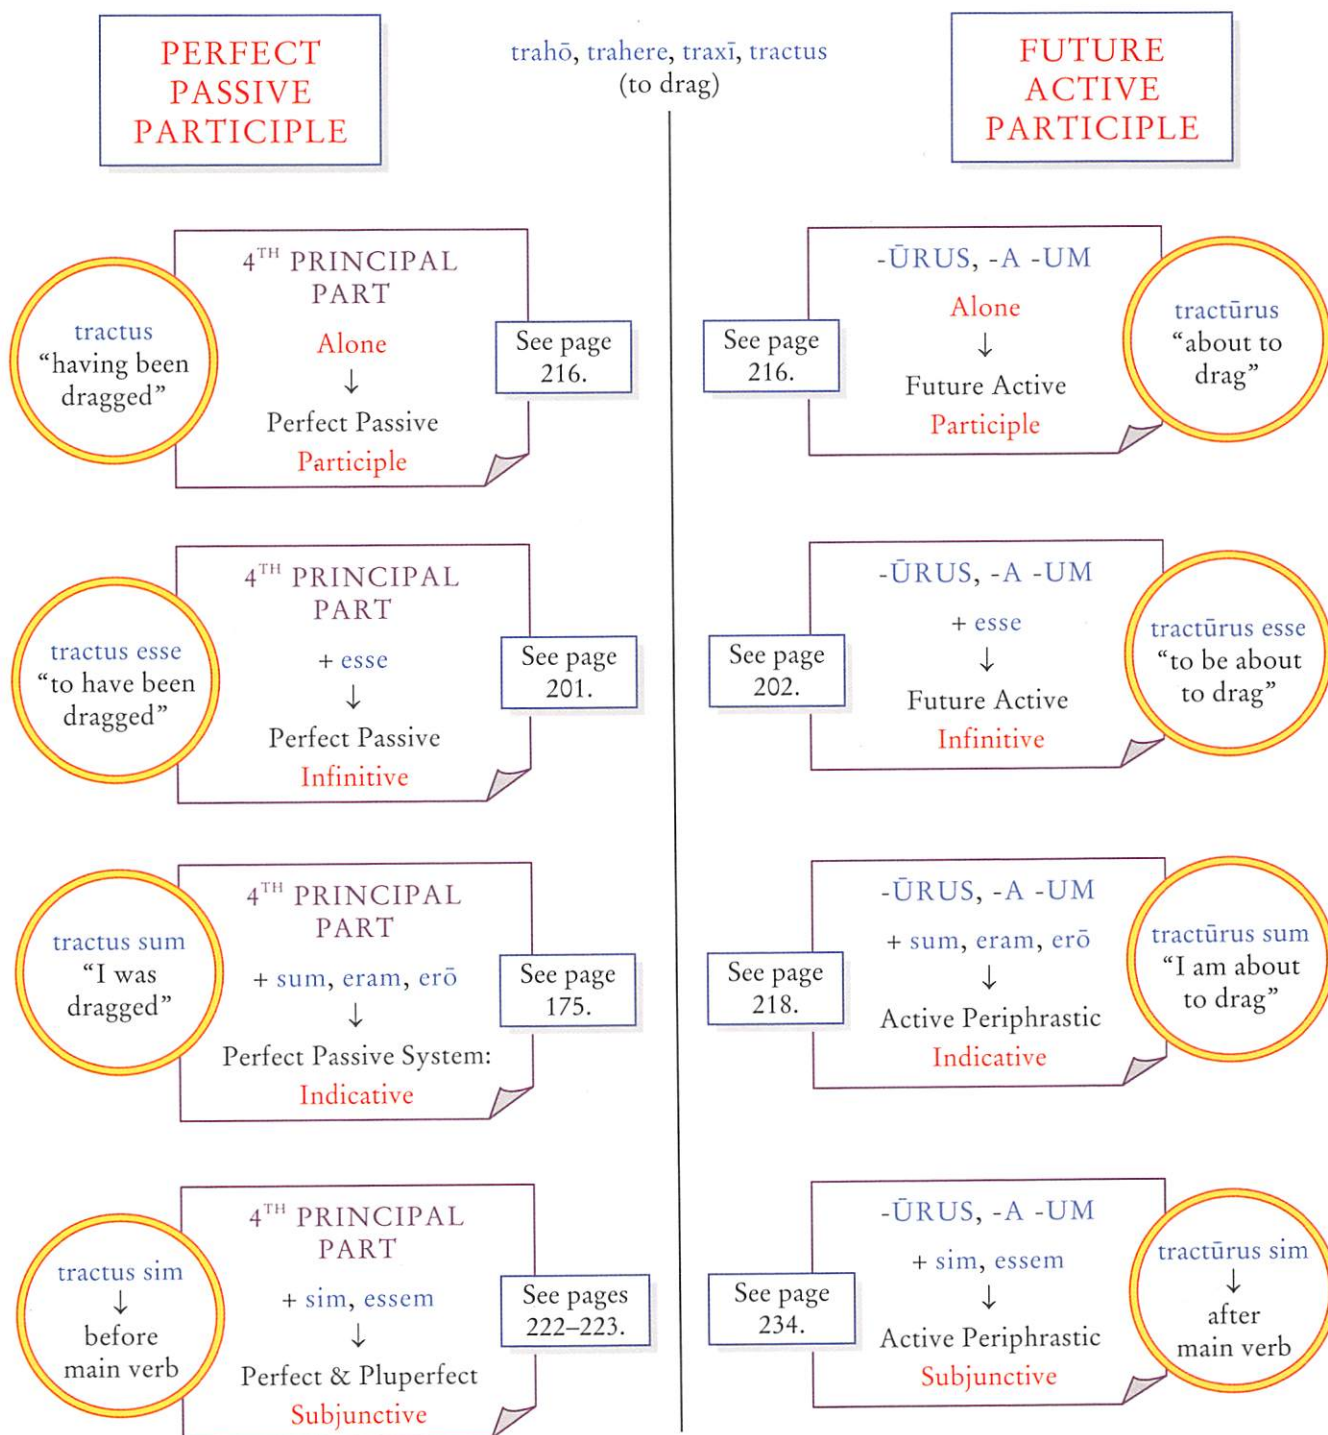 PERFECT
PASSIVE
PARTICIPLE
trahō, trahere, traxī, tractus
(to drag)
FUTURE
ACTIVE
PARTICIPLE
tractus
“having been
dragged”
4TH PRINCIPAL
PART
Alone
↓
Perfect Passive
Participle
See page
216.
See page
216.
-ŪRUS, -A -UM
Alone
↓
Future Active
Participle
tractūrus
“about to
drag”
tractus esse
“to have been
dragged”
4TH PRINCIPAL
PART
+ esse
↓
Perfect Passive
Infinitive
See page
201.
See page
202.
-ŪRUS, -A -UM
+ esse
↓
Future Active
Infinitive
tractūrus esse
“to be about
to drag”
tractus sum
“I was
dragged”
4TH PRINCIPAL
PART
+ sum, eram, erō
↓
Perfect Passive System:
Indicative
See page
175.
See page
218.
-ŪRUS, -A -UM
+ sum, eram, erō
↓
Active Periphrastic
Indicative
tractūrus sum
“I am about
to drag”
tractus sim
↓
before
main verb
4TH PRINCIPAL
PART
+ sim, essem
↓
Perfect & Pluperfect
Subjunctive
See pages
222–223.
See page
234.
-ŪRUS, -A -UM
+ sim, essem
↓
Active Periphrastic
Subjunctive
tractūrus sim
↓
after
main verb